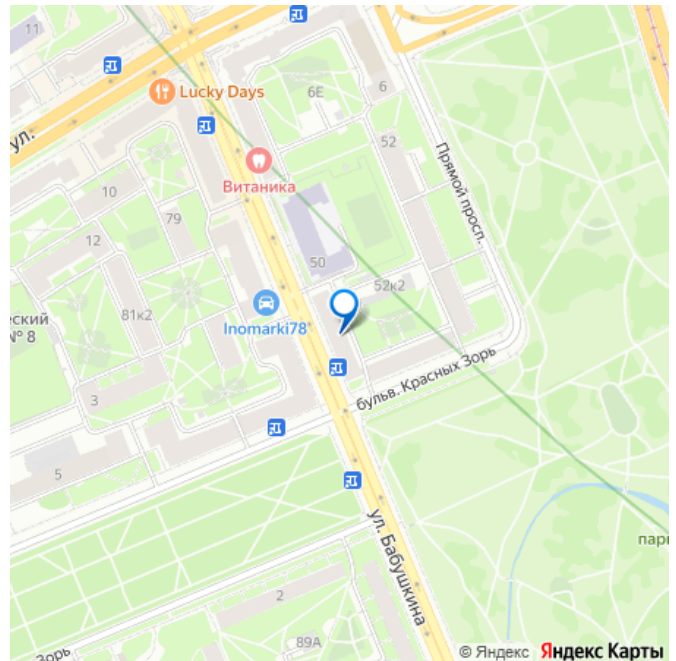 11
Lucky Days
6Е
6
ул.
52
Витаника
Прямой просп.
10
79
12
50
52к2
еский
№ 8
81к2
Inomarki78
бульв. Красных Зорь
3
5
ул. Бабушкина
парк
2
89А
Зорь
© Яндекс Яндекс Карты